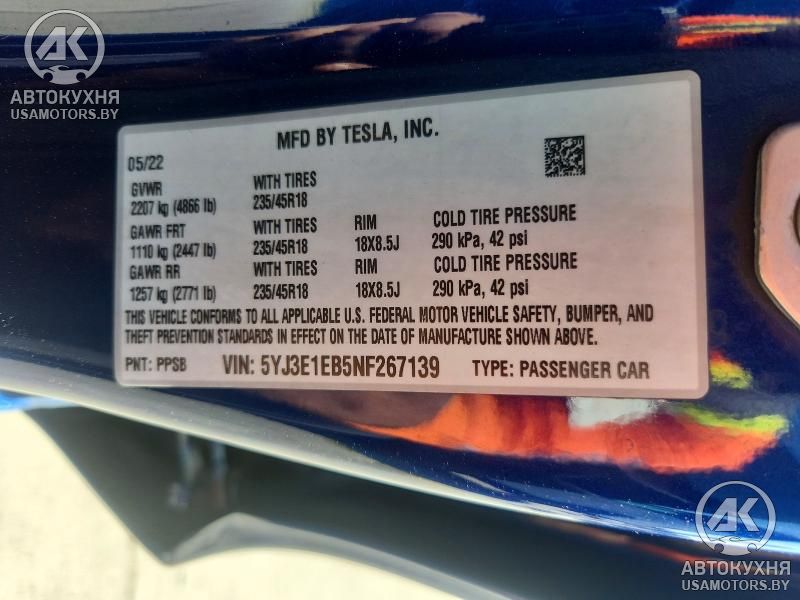 AK
АВТОКУХНЯ
USAMOTORS.BY
MFD BY TESLA, INC.
05/22
GVWR WITH TIRES
2207 kg (4866 lb) 235/45R18
GAWR FRT WITH TIRES RIM COLD TIRE PRESSURE
1110 kg (2447 lb) 235/45R18 18X8.5J 290 kPa, 42 psi
GAWR RR WITH TIRES RIM COLD TIRE PRESSURE
1257 kg (2771 lb) 235/45R18 18X8.5J 290 kPa, 42 psi
THIS VEHICLE CONFORMS TO ALL APPLICABLE U.S. FEDERAL MOTOR VEHICLE SAFETY, BUMPER, AND
THEFT PREVENTION STANDARDS IN EFFECT ON THE DATE OF MANUFACTURE SHOWN ABOVE.
PNT: PPSB VIN: 5YJ3E1EB5NF267139 TYPE: PASSENGER CAR
AK
АВТОКУХНЯ
USAMOTORS.BY